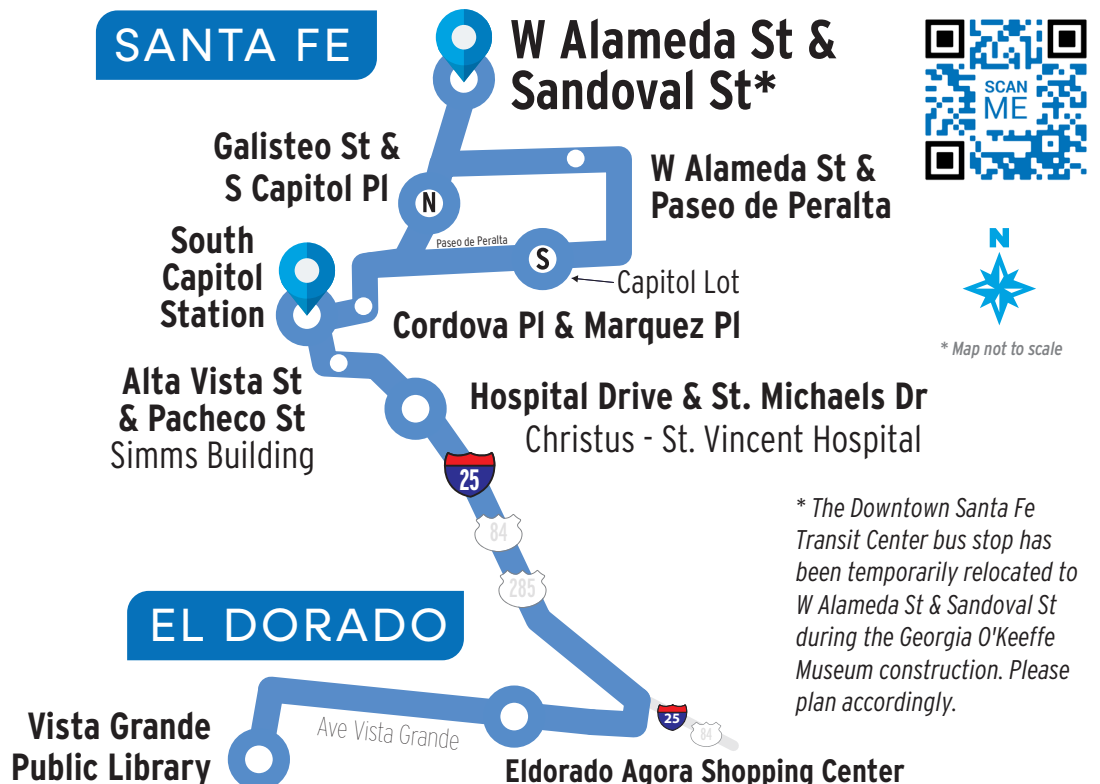 SANTA FE
W Alameda St &
Sandoval St*
SCAN
ME
Galisteo St &
S Capitol Pl
N
W Alameda St &
Paseo de Peralta
South
Capitol
Station
Paseo de Peralta
S
Capitol Lot
N
Cordova Pl & Marquez Pl
* Map not to scale
Alta Vista St
& Pacheco St
Simms Building
Hospital Drive & St. Michaels Dr
Christus - St. Vincent Hospital
25
84
285
* The Downtown Santa Fe
Transit Center bus stop has
been temporarily relocated to
W Alameda St & Sandoval St
during the Georgia O'Keeffe
Museum construction. Please
plan accordingly.
EL DORADO
Vista Grande
Public Library
Ave Vista Grande
25
84
Eldorado Agora Shopping Center